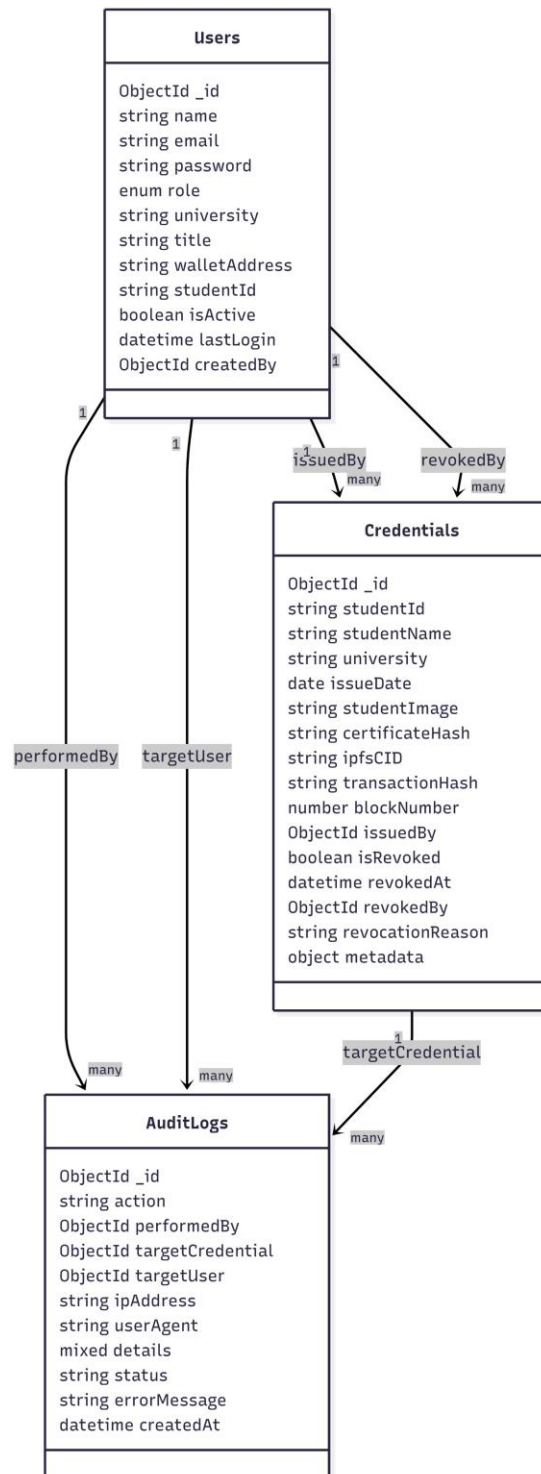 Users
ObjectId _id
string name
string email
string password
enum role
string university
string title
string walletAddress
string studentId
boolean isActive
datetime lastLogin
ObjectId createdBy
1
1
1
1
issuedBy
revokedBy
many
many
Credentials
ObjectId _id
string studentId
string studentName
string university
date issueDate
string studentImage
string certificateHash
string ipfsCID
string transactionHash
number blockNumber
ObjectId issuedBy
boolean isRevoked
datetime revokedAt
ObjectId revokedBy
string revocationReason
object metadata
performedBy
targetUser
1
targetCredential
many
many
many
AuditLogs
ObjectId _id
string action
ObjectId performedBy
ObjectId targetCredential
ObjectId targetUser
string ipAddress
string userAgent
mixed details
string status
string errorMessage
datetime createdAt